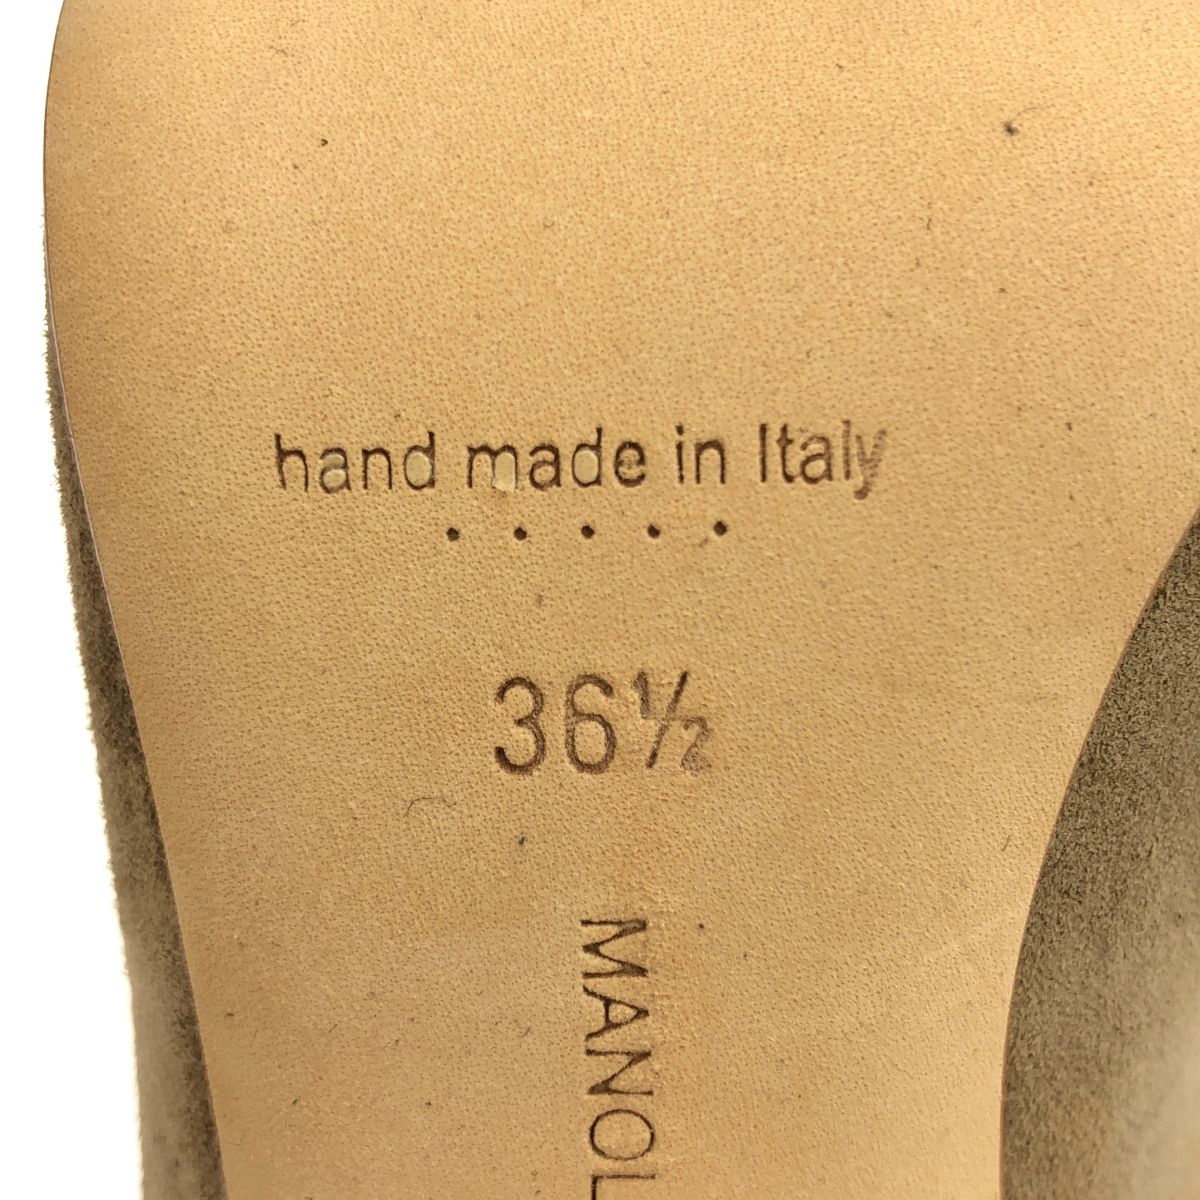 hand made in Italy
• • • • •
36½
MANOL